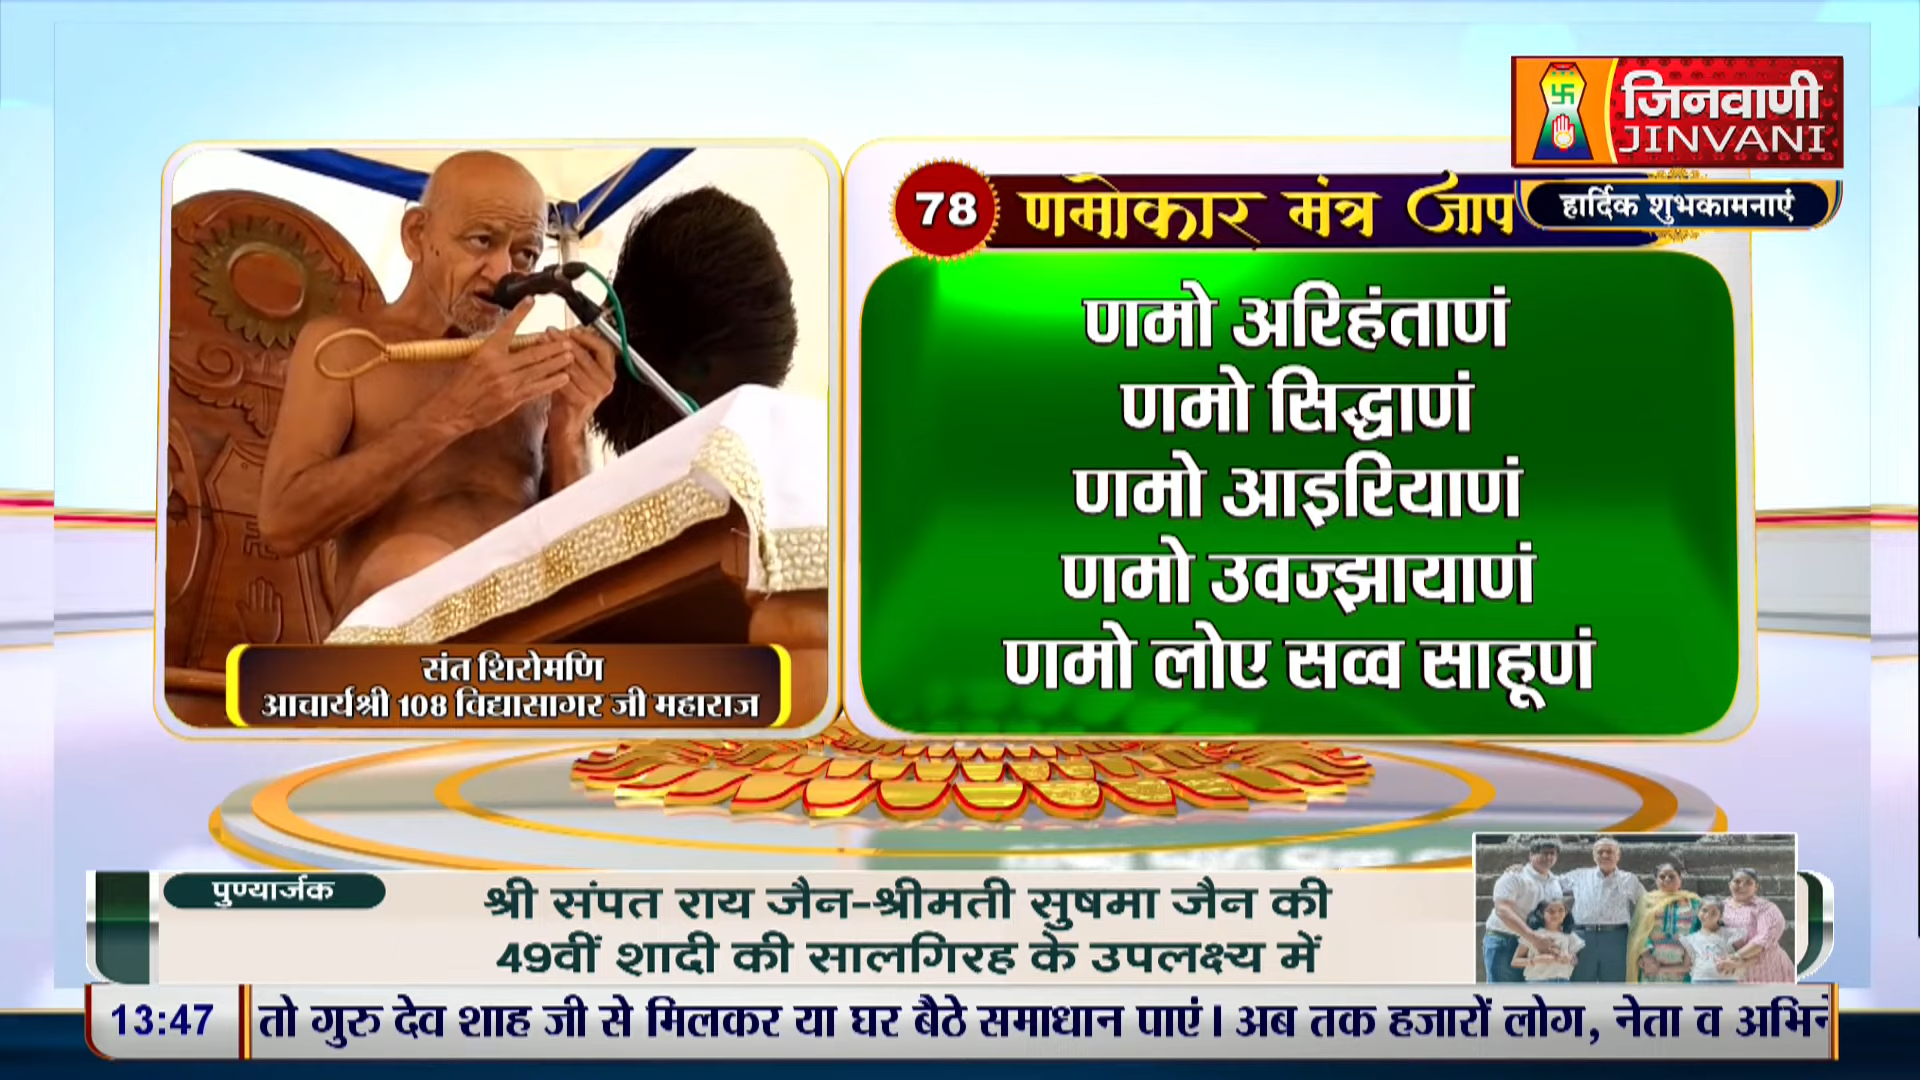 जिनवाणी
JINVANI
हार्दिक शुभकामनाएं
78 णमोकार मंत्र जाप
णमो अरिहंताणं
णमो सिद्धाणं
णमो आइरियाणं
णमो उवज्झायाणं
णमो लोए सव्व साहूणं
संत शिरोमणि
आचार्यश्री 108 विद्यासागर जी महाराज
पुण्यार्जक
श्री संपत राय जैन-श्रीमती सुषमा जैन की
49वीं शादी की सालगिरह के उपलक्ष्य में
13:47 तो गुरु देव शाह जी से मिलकर या घर बैठे समाधान पाएं। अब तक हजारों लोग, नेता व